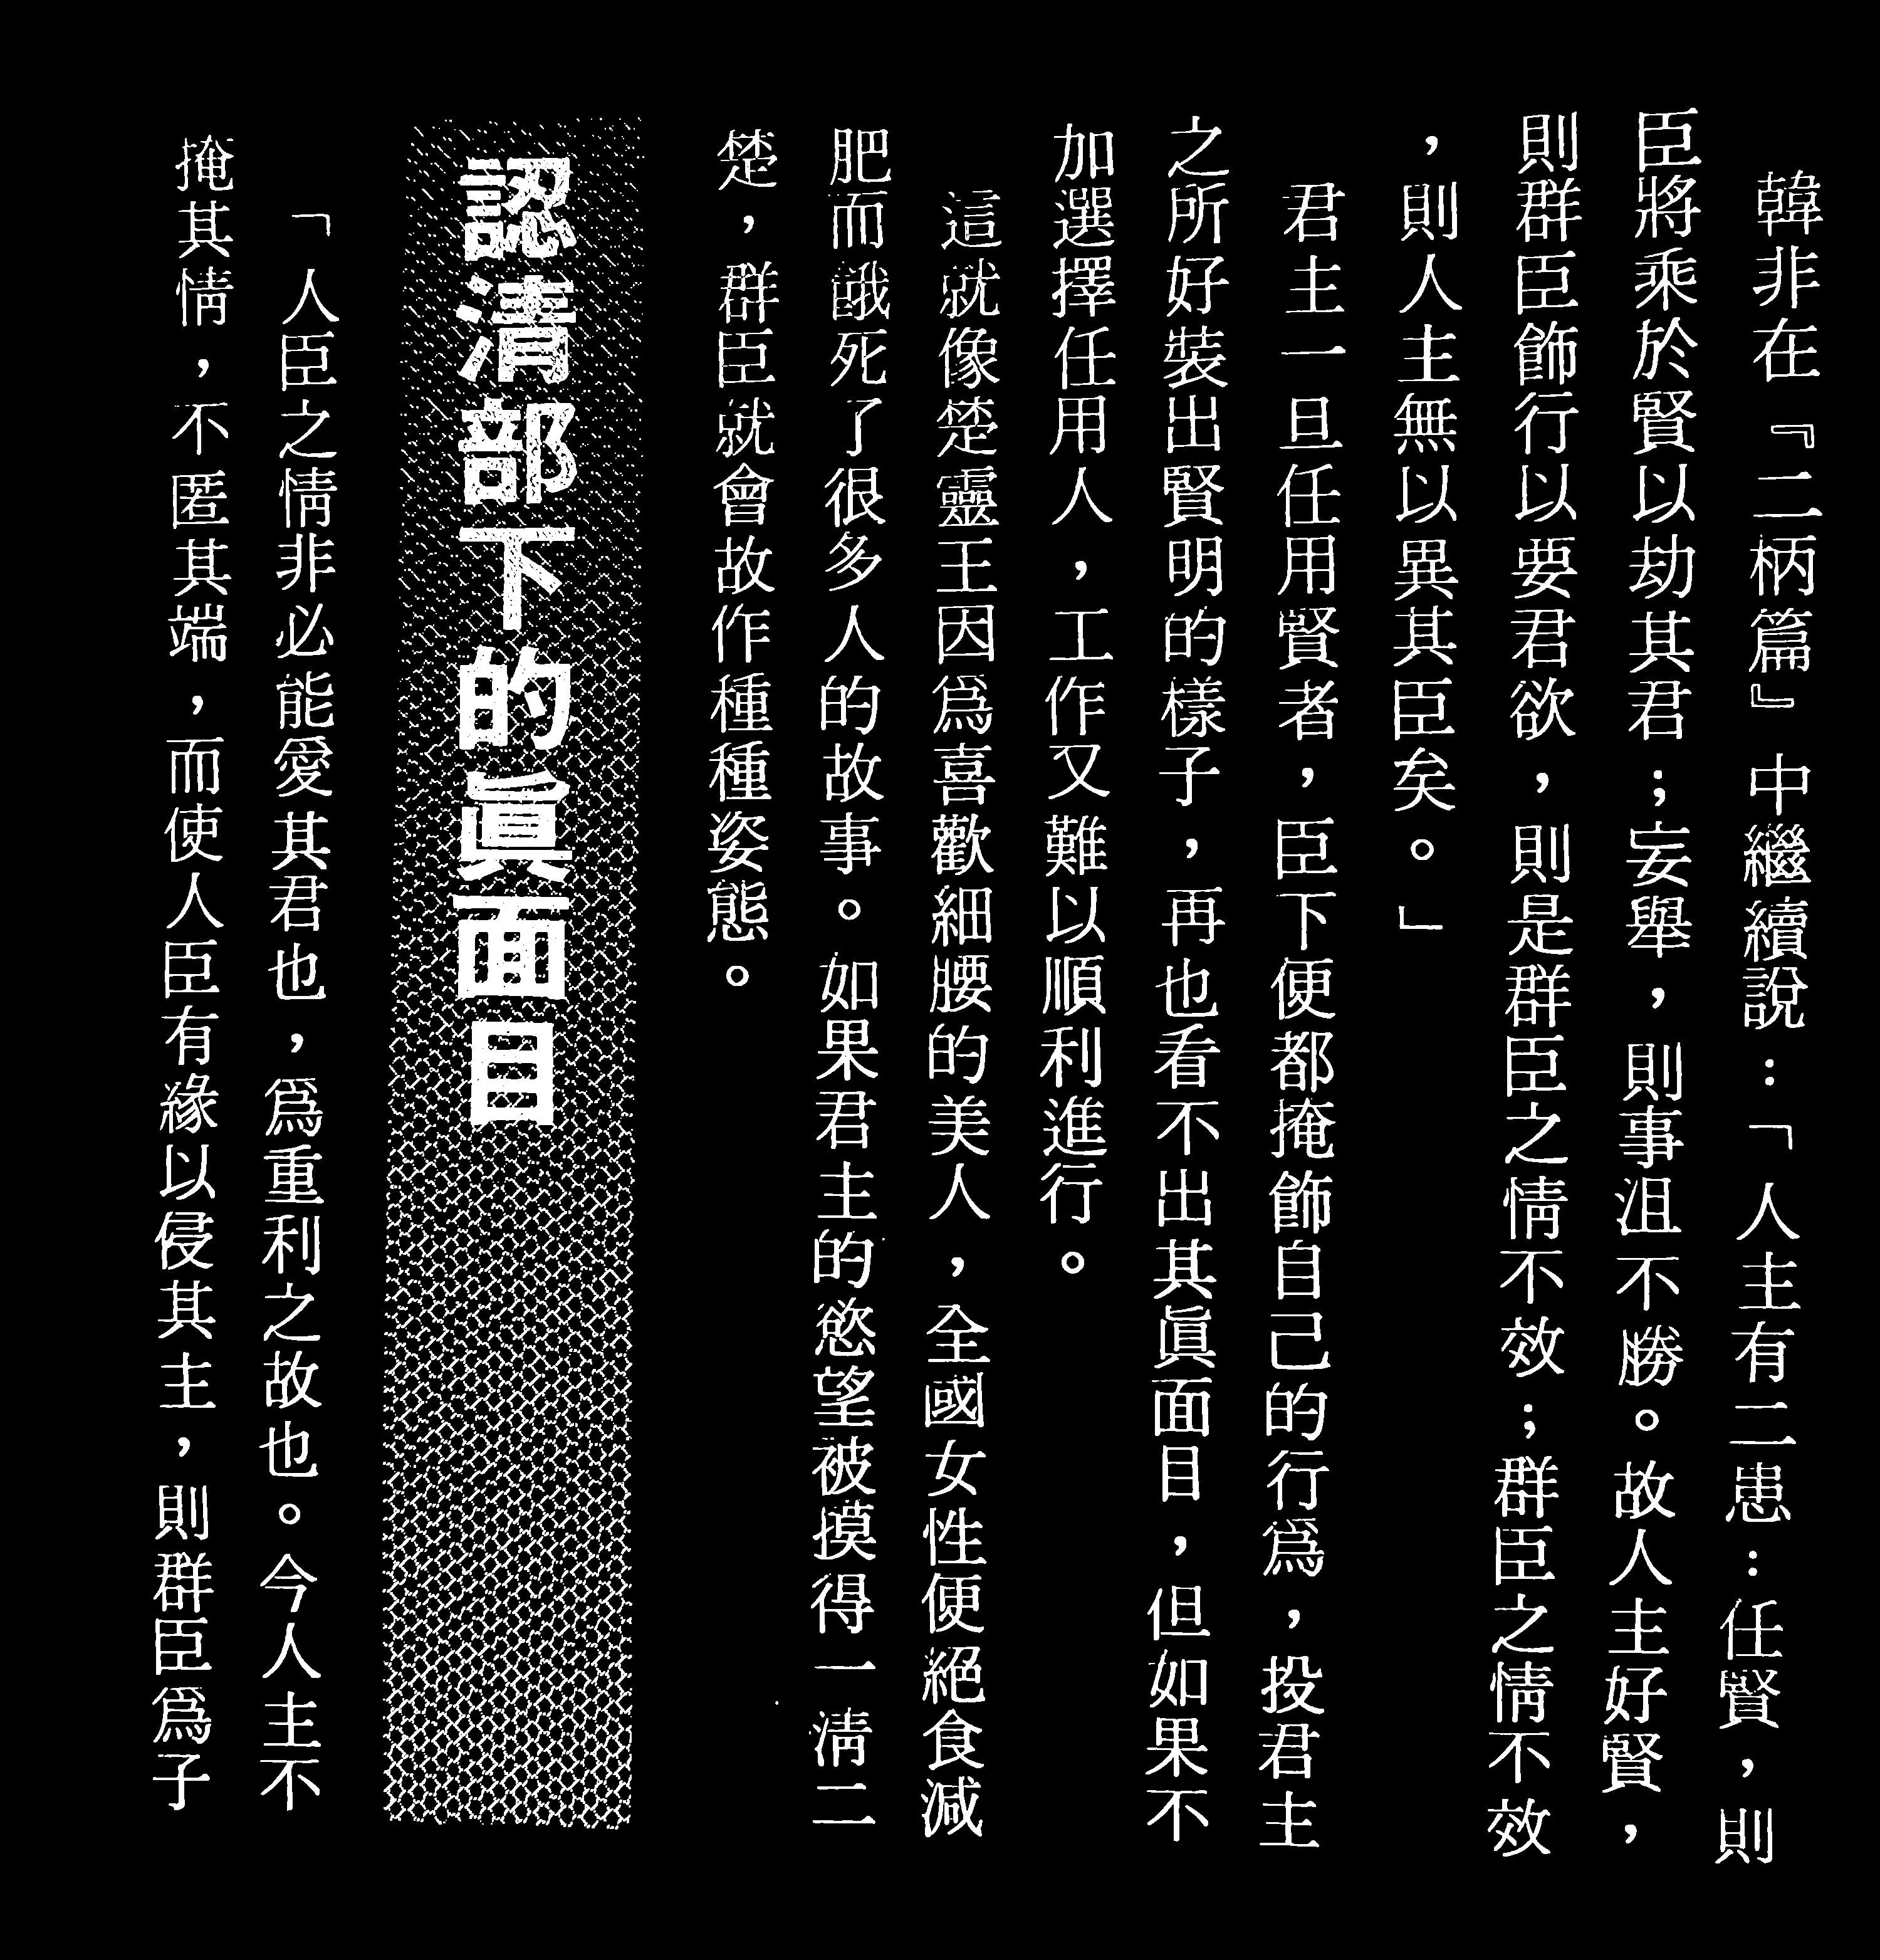 韓非在『二柄篇』中繼續說：「人主有二患：任賢，則
臣將乘於賢以劫其君；妄舉，則事沮不勝。故人主好賢，
則群臣飾行以要君欲，則是群臣之情不效；群臣之情不效
，則人主無以異其臣矣。」
君主一旦任用賢者，臣下便都掩飾自己的行爲，投君主
之所好裝出賢明的樣子，再也看不出其眞面目，但如果不
加選擇任用人，工作又難以順利進行。
這就像楚靈王因爲喜歡細腰的美人，全國女性便絕食減
肥而餓死了很多人的故事。如果君主的慾望被摸得一清二
楚，群臣就會故作種種姿態。
認清部下的眞面目
「人臣之情非必能愛其君也，爲重利之故也。今人主不
掩其情，不匿其端，而使人臣有緣以侵其主，則群臣爲子